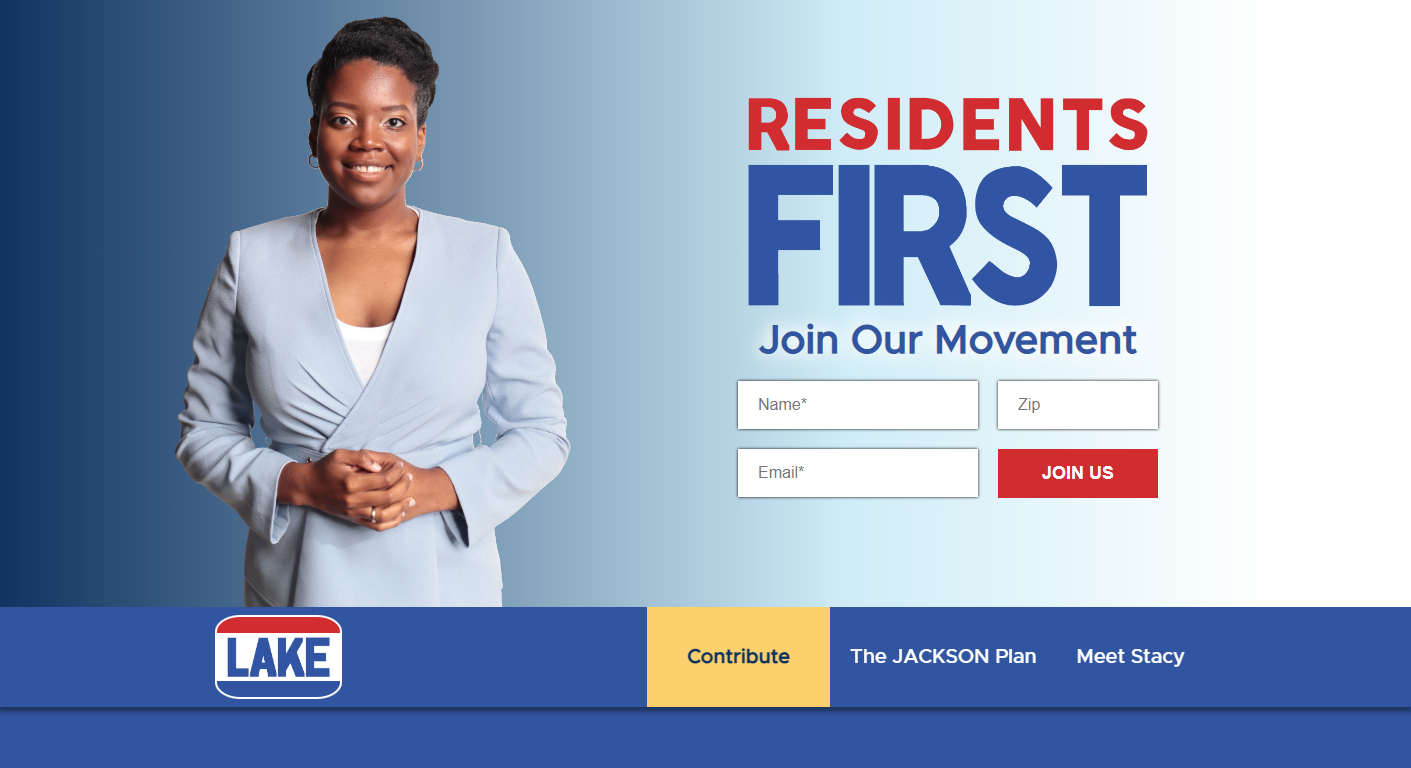 RESIDENTS
FIRST
Join Our Movement
Name*
Zip
Email*
JOIN US
LAKE
Contribute
The JACKSON Plan
Meet Stacy